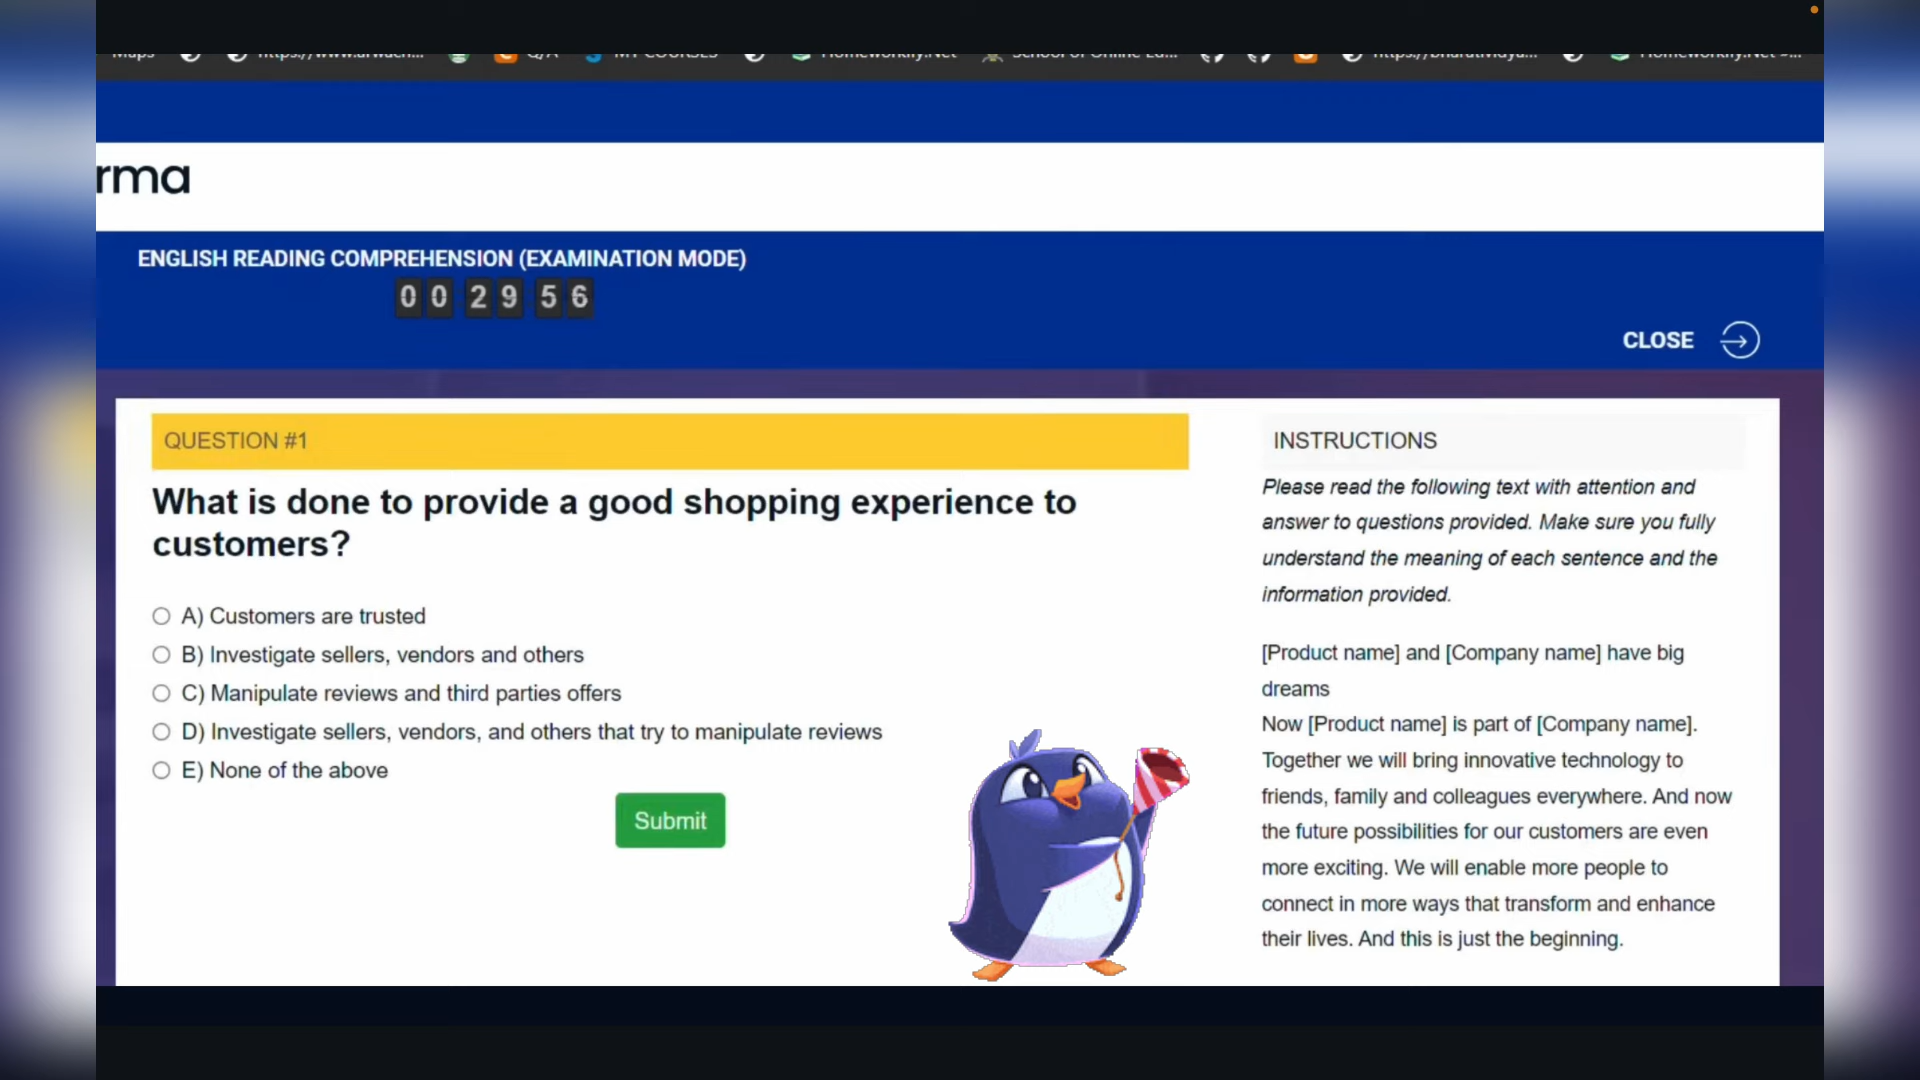 rma
ENGLISH READING COMPREHENSION (EXAMINATION MODE)
00 29 56
CLOSE
QUESTION #1
What is done to provide a good shopping experience to
customers?
A) Customers are trusted
B) Investigate sellers, vendors and others
C) Manipulate reviews and third parties offers
D) Investigate sellers, vendors, and others that try to manipulate reviews
E) None of the above
Submit
INSTRUCTIONS
Please read the following text with attention and
answer to questions provided. Make sure you fully
understand the meaning of each sentence and the
information provided.
[Product name] and [Company name] have big
dreams
Now [Product name] is part of [Company name].
Together we will bring innovative technology to
friends, family and colleagues everywhere. And now
the future possibilities for our customers are even
more exciting. We will enable more people to
connect in more ways that transform and enhance
their lives. And this is just the beginning.